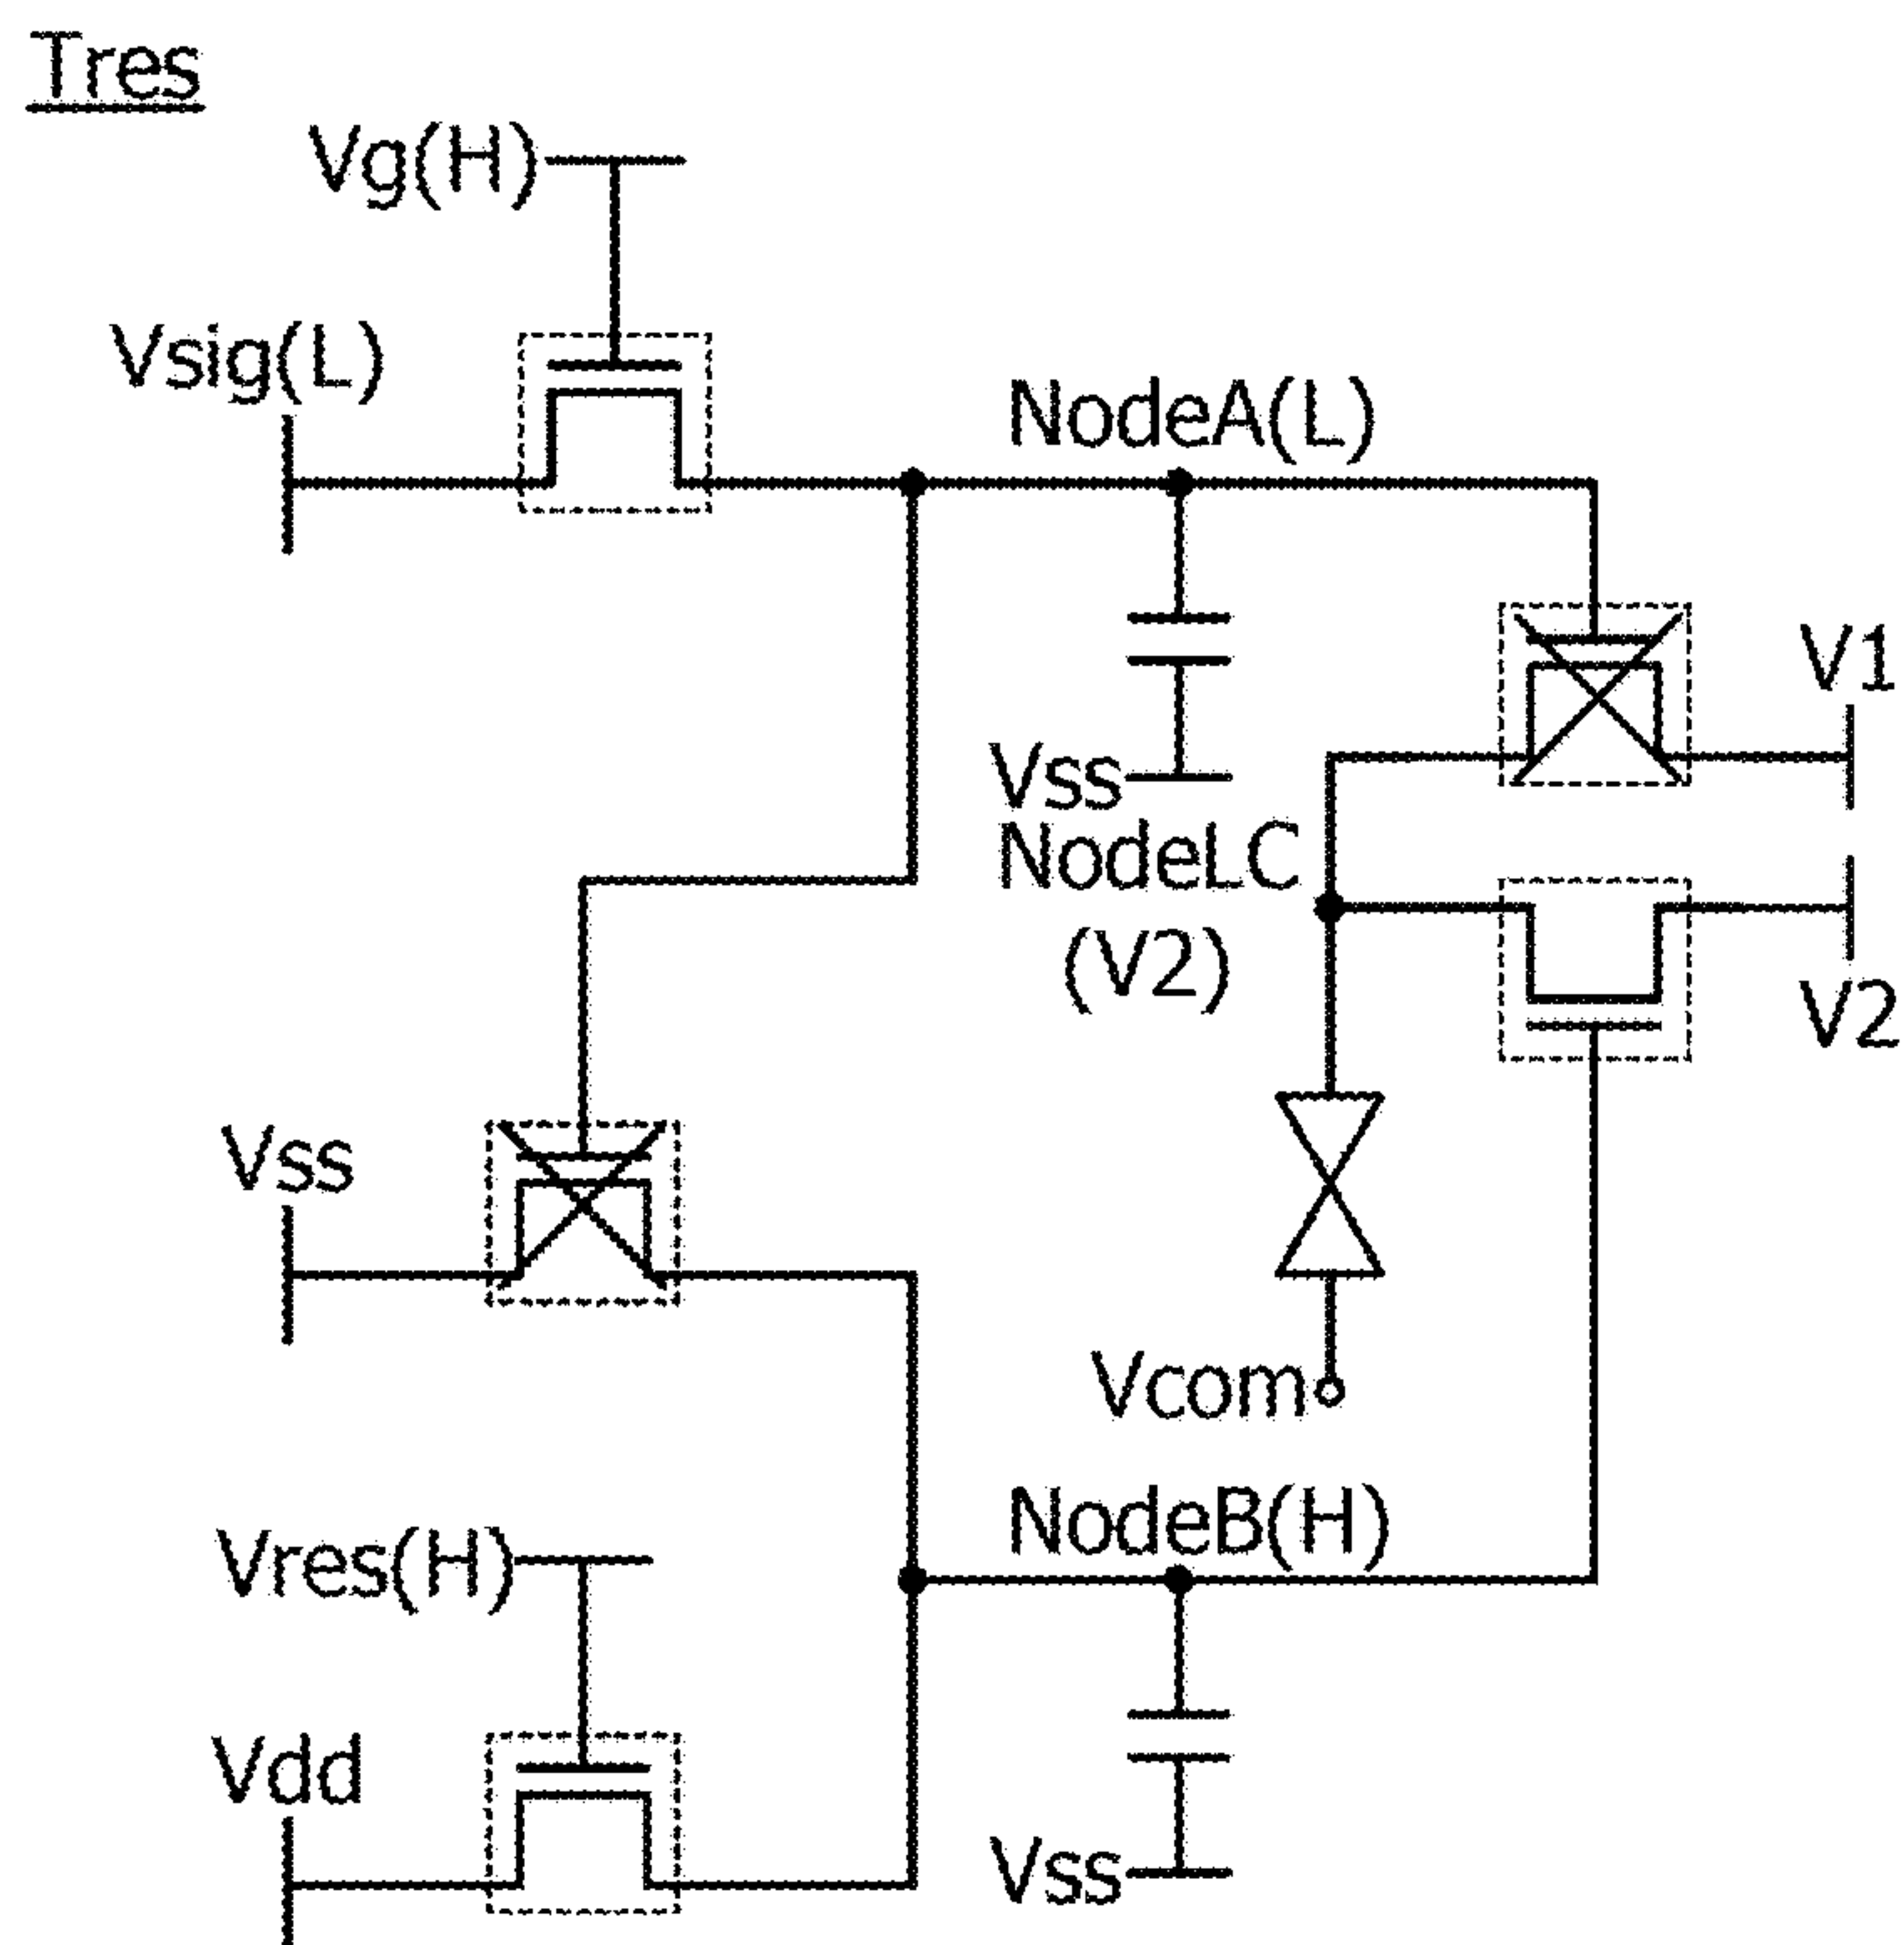 Tres
Vg(H)
Vsig(L)
NodeA(L)
V1
Vss
NodeLC
(V2)
V2
Vss
Vcom
NodeB(H)
Vres(H)
Vdd
Vss